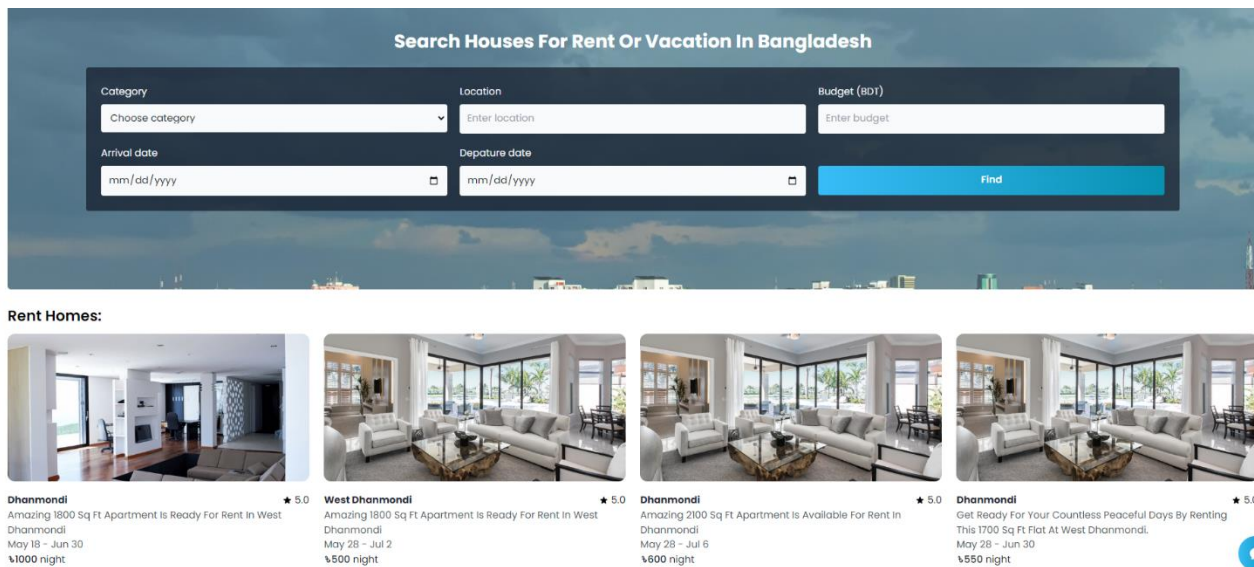 Search Houses For Rent Or Vacation In Bangladesh
Category
Location
Budget (BDT)
Choose category
Enter location
Enter budget
Arrival date
Depature date
mm/dd/yyyy
mm/dd/yyyy
Find
Rent Homes:
Dhanmondi
★ 5.0
Amazing 1800 Sq Ft Apartment Is Ready For Rent In West
Dhanmondi
May 18 - Jun 30
৳1000 night
West Dhanmondi
★ 5.0
Amazing 1800 Sq Ft Apartment Is Ready For Rent In West
Dhanmondi
May 28 - Jul 2
৳500 night
Dhanmondi
★ 5.0
Amazing 2100 Sq Ft Apartment Is Available For Rent In
Dhanmondi
May 28 - Jul 6
৳600 night
Dhanmondi
★ 5.0
Get Ready For Your Countless Peaceful Days By Renting
This 1700 Sq Ft Flat At West Dhanmondi.
May 28 - Jun 30
৳550 night